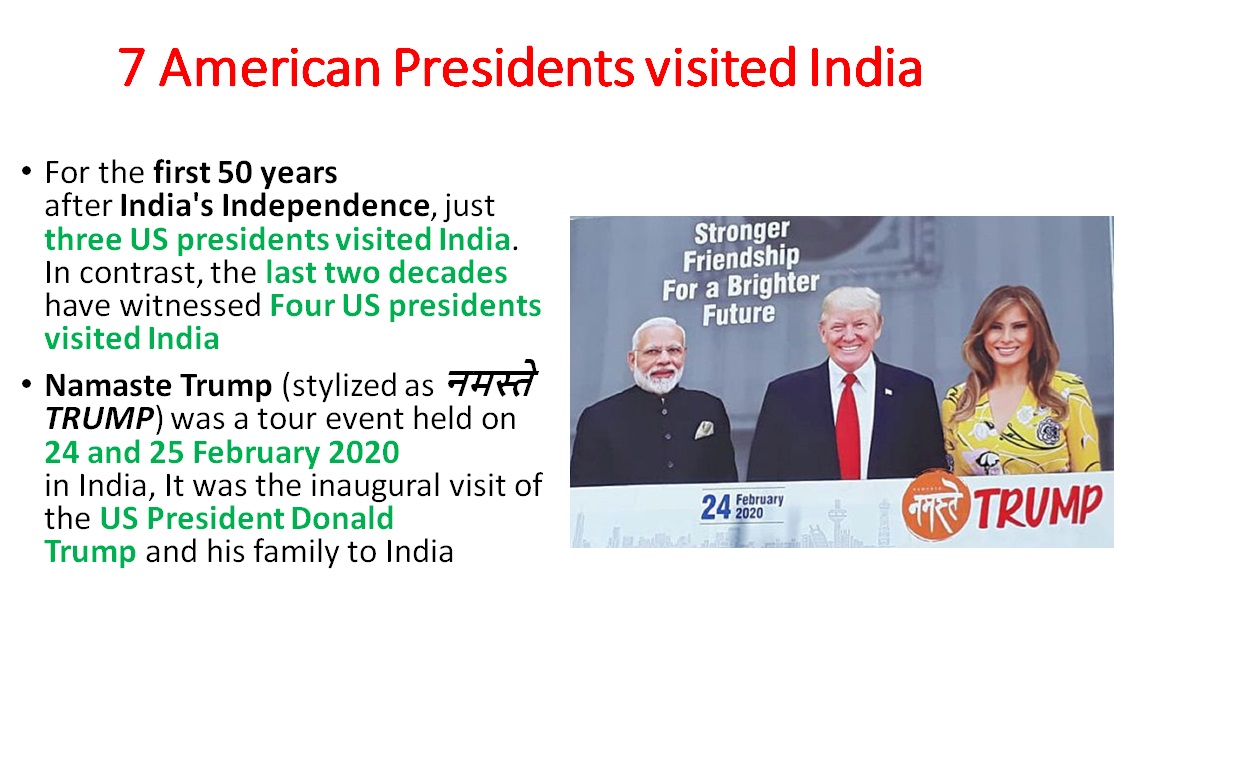 7 American Presidents visited India
• For the first 50 years
after India's Independence, just
three US presidents visited India.
In contrast, the last two decades
have witnessed Four US presidents
visited India
• Namaste Trump (stylized as नमस्ते
TRUMP) was a tour event held on
24 and 25 February 2020
in India, It was the inaugural visit of
the US President Donald
Trump and his family to India
Stronger
Friendship
For a Brighter
Future
24 February
2020
नमस्ते TRUMP